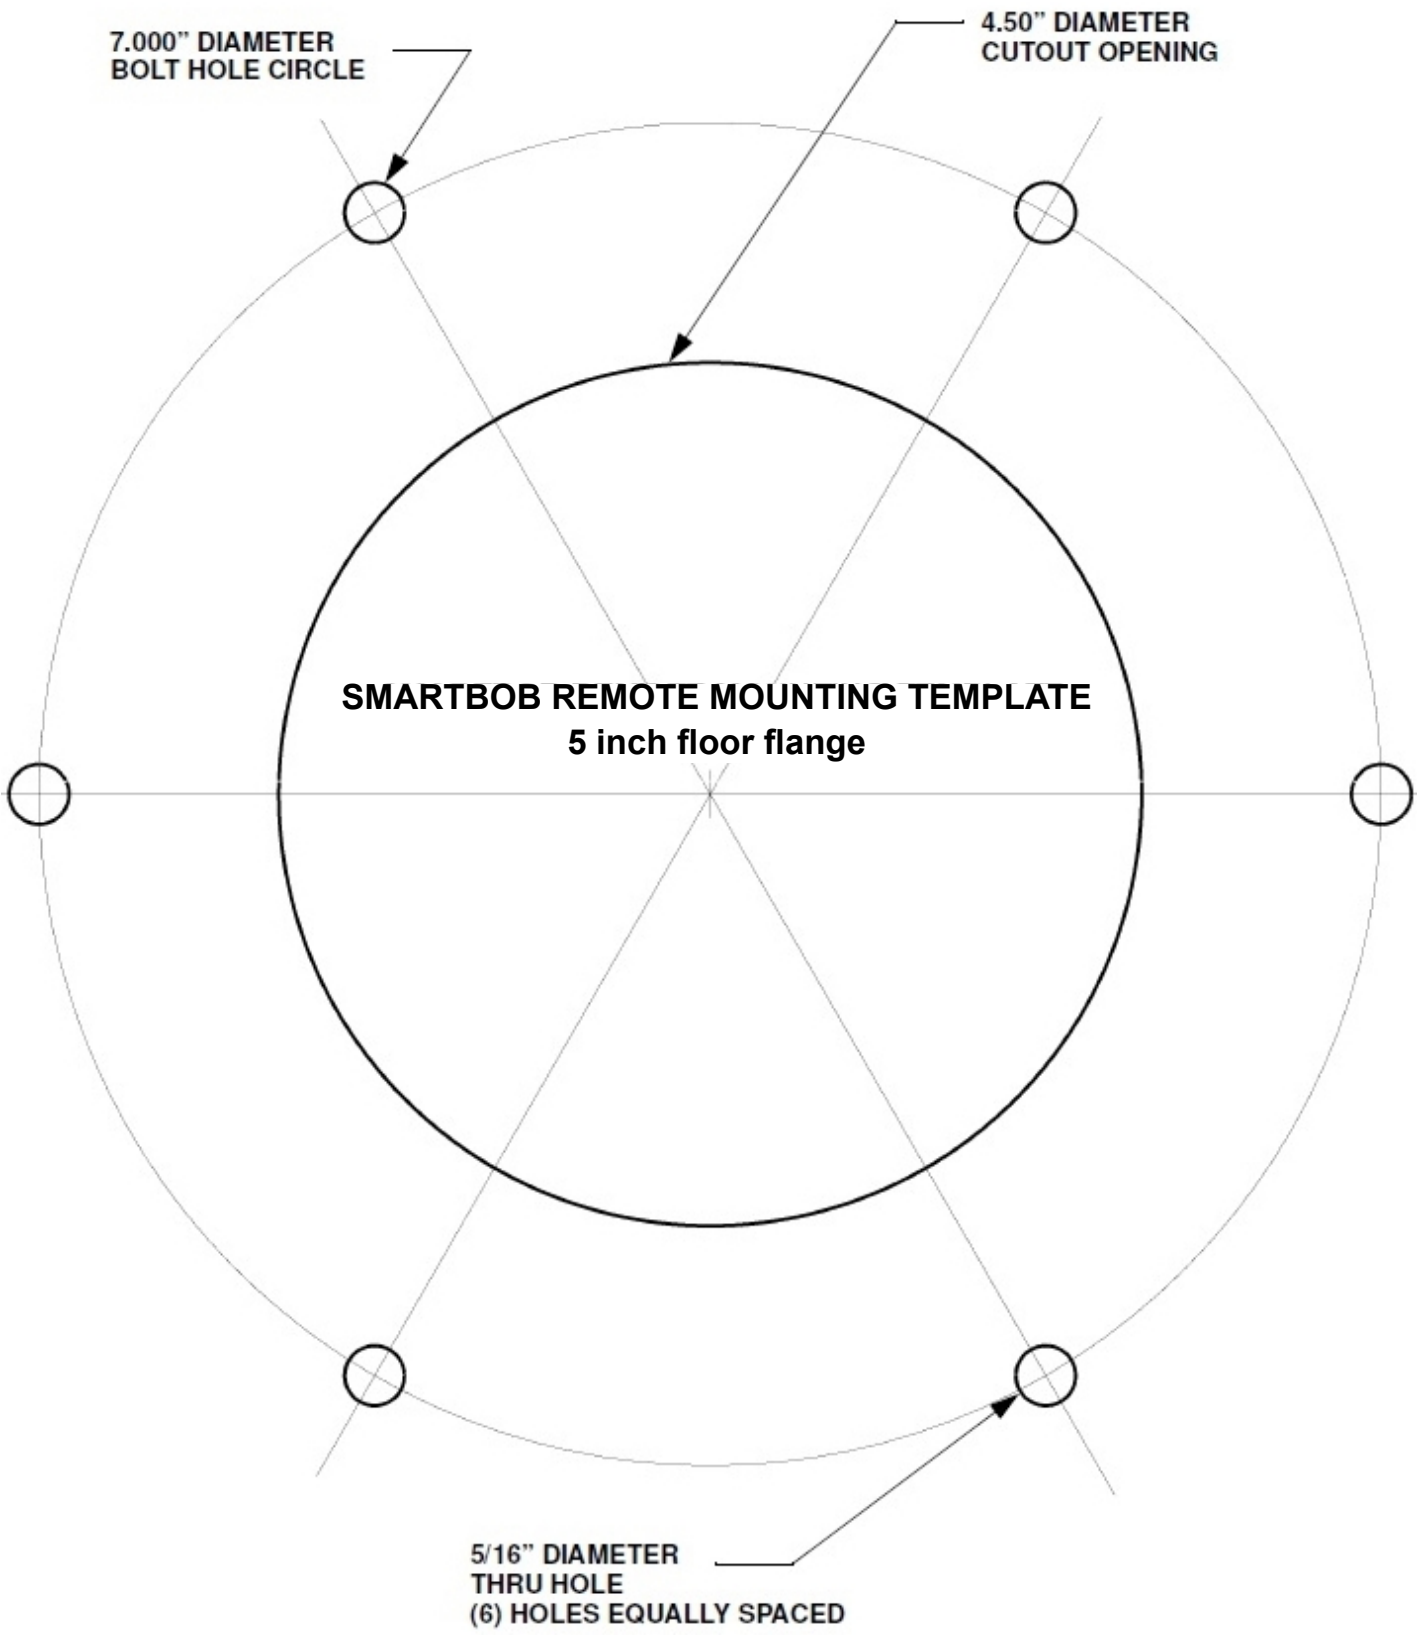 7.000” DIAMETER
BOLT HOLE CIRCLE
4.50” DIAMETER
CUTOUT OPENING
SMARTBOB REMOTE MOUNTING TEMPLATE
5 inch floor flange
5/16” DIAMETER
THRU HOLE
(6) HOLES EQUALLY SPACED